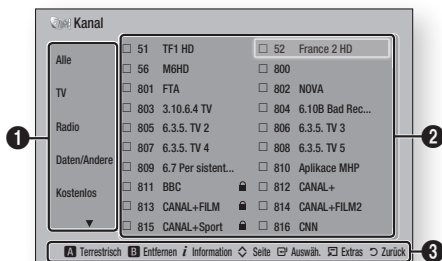 Kanal
Alle
TV
Radio
Daten/Andere
Kostenlos
▼
51 TF1 HD 52 France 2 HD
56 M6HD 800
801 FTA 802 NOVA
803 3.10.6.4 TV 804 6.10B Bad Rec...
805 6.3.5. TV 2 806 6.3.5. TV 3
807 6.3.5. TV 4 808 6.3.5. TV 5
809 6.7 Per sistent... 810 Aplikace MHP
811 BBC 812 CANAL+
813 CANAL+FILM 814 CANAL+FILM2
815 CANAL+Sport 816 CNN
A Terrestrisch B Entfernen i Information Seite Auswäh. Extras Zurück
1
2
3